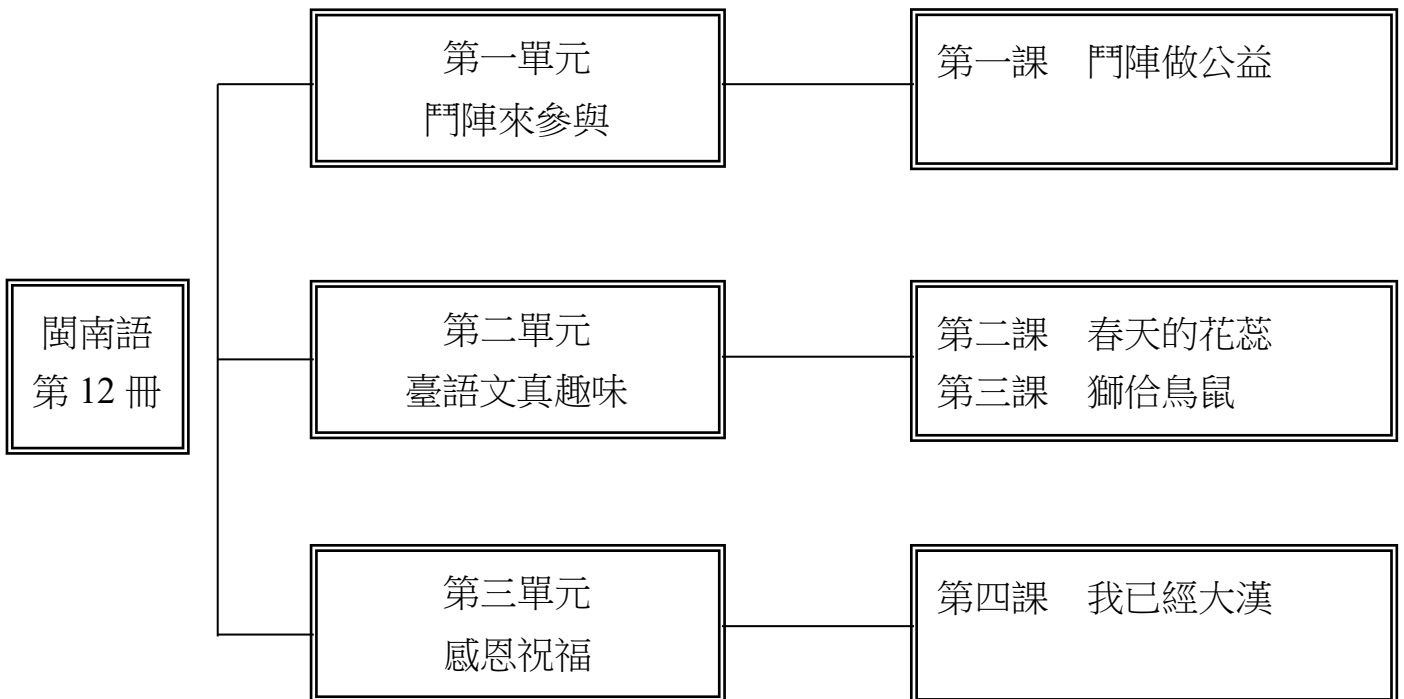 閩南語
第 12 冊
第一單元
鬥陣來參與
第一課　鬥陣做公益
第二單元
臺語文真趣味
第二課　春天的花蕊
第三課　獅佮鳥鼠
第三單元
感恩祝福
第四課　我已經大漢